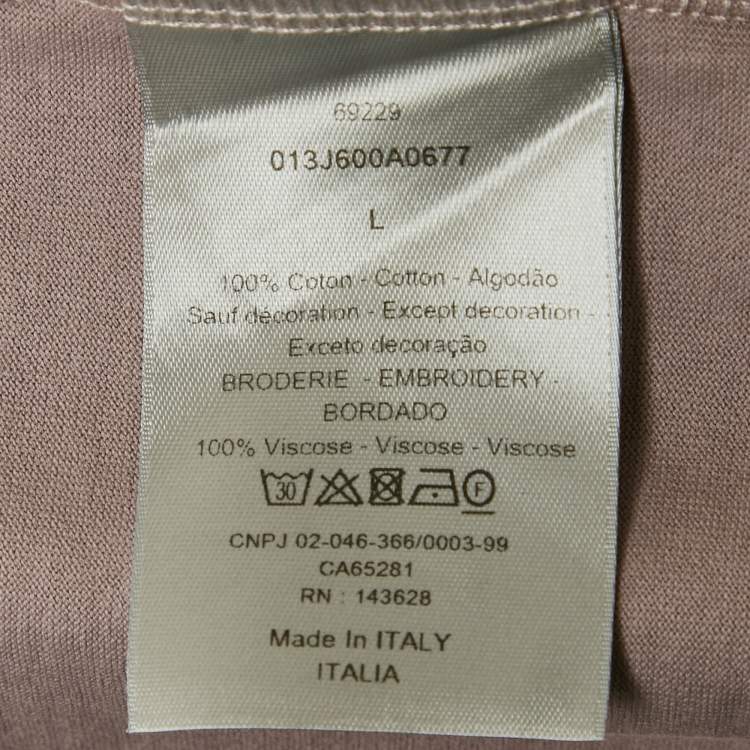 69229
013J600A0677
L
100% Coton - Cotton - Algodão
Sauf décoration - Except decoration -
Exceto decoração
BRODERIE - EMBROIDERY -
BORDADO
100% Viscose - Viscose - Viscose
30 F
CNPJ 02-046-366/0003-99
CA65281
RN : 143628
Made In ITALY
ITALIA